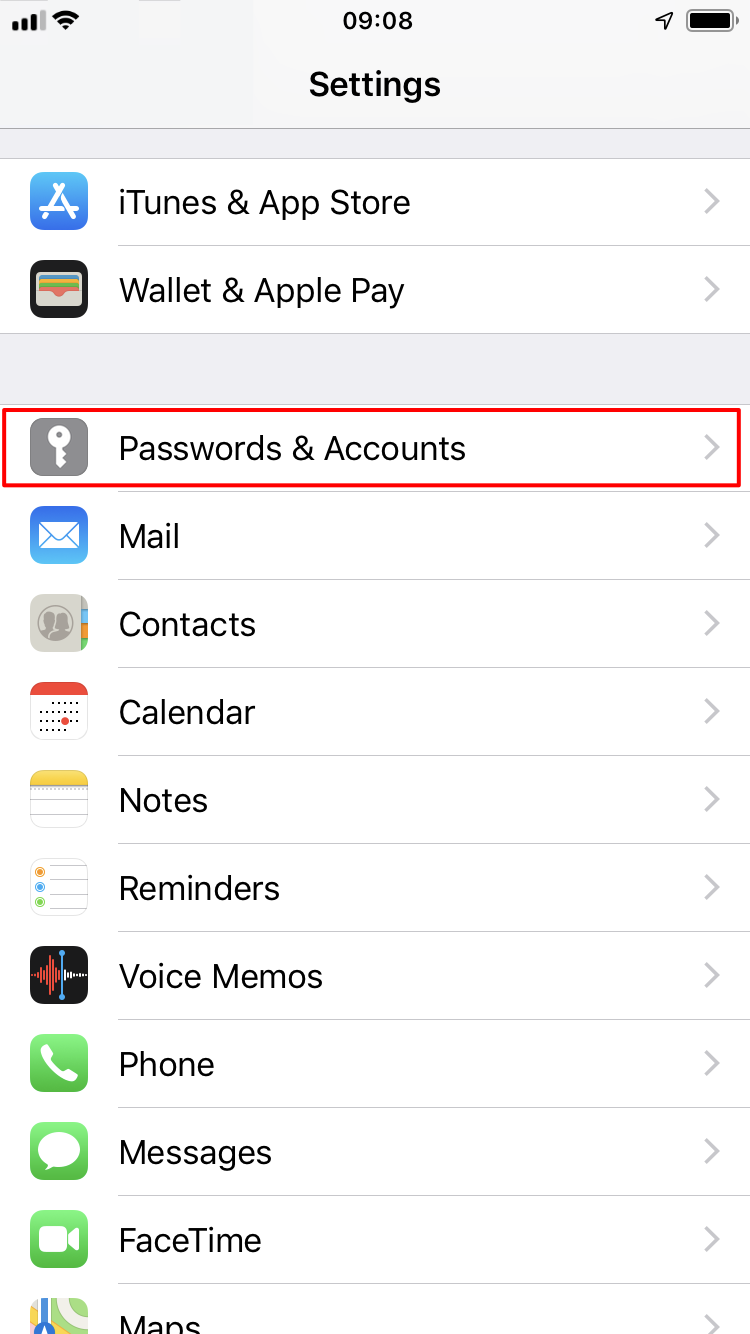 09:08
Settings
iTunes & App Store
Wallet & Apple Pay
Passwords & Accounts
Mail
Contacts
Calendar
Notes
Reminders
Voice Memos
Phone
Messages
FaceTime
Maps